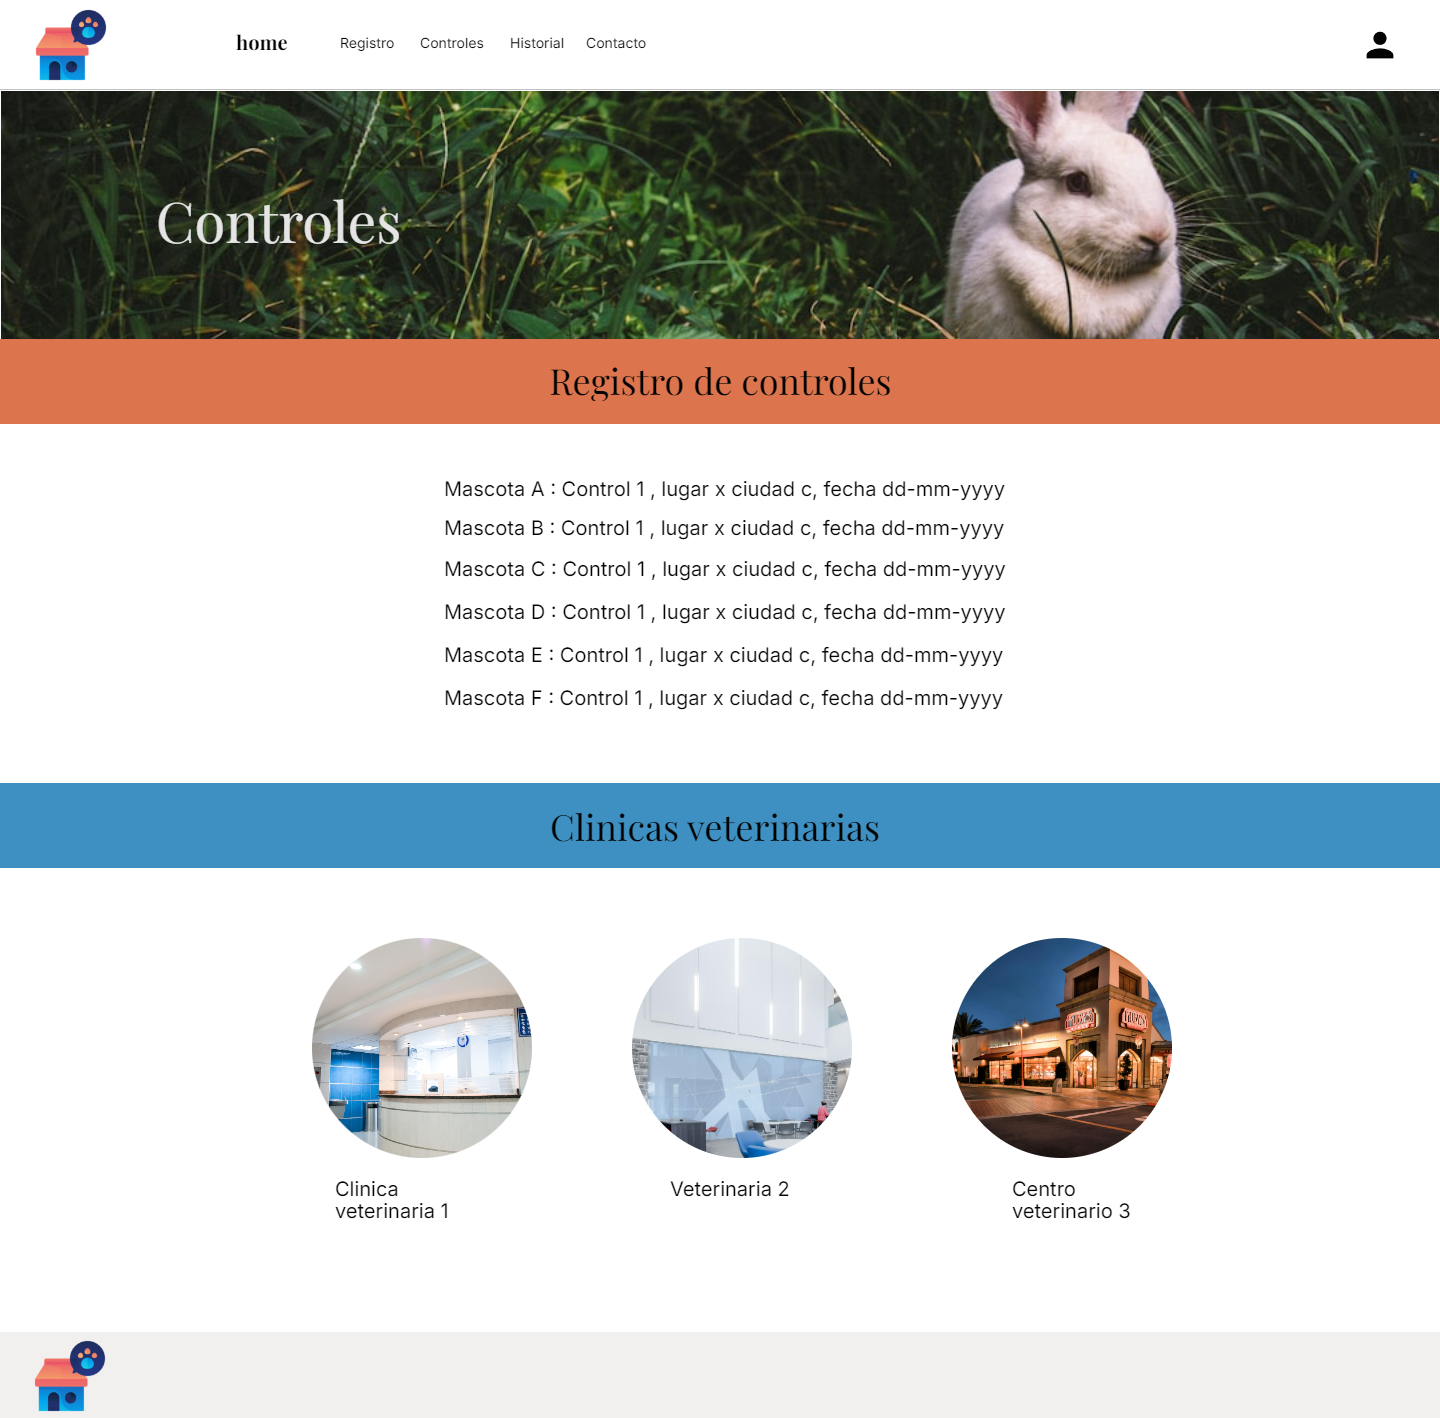 home
Registro
Controles
Historial
Contacto
Controles
Registro de controles
Mascota A : Control 1 , lugar x ciudad c, fecha dd-mm-yyyy
Mascota B : Control 1 , lugar x ciudad c, fecha dd-mm-yyyy
Mascota C : Control 1 , lugar x ciudad c, fecha dd-mm-yyyy
Mascota D : Control 1 , lugar x ciudad c, fecha dd-mm-yyyy
Mascota E : Control 1 , lugar x ciudad c, fecha dd-mm-yyyy
Mascota F : Control 1 , lugar x ciudad c, fecha dd-mm-yyyy
Clinicas veterinarias
Clinica
veterinaria 1
Veterinaria 2
Centro
veterinario 3